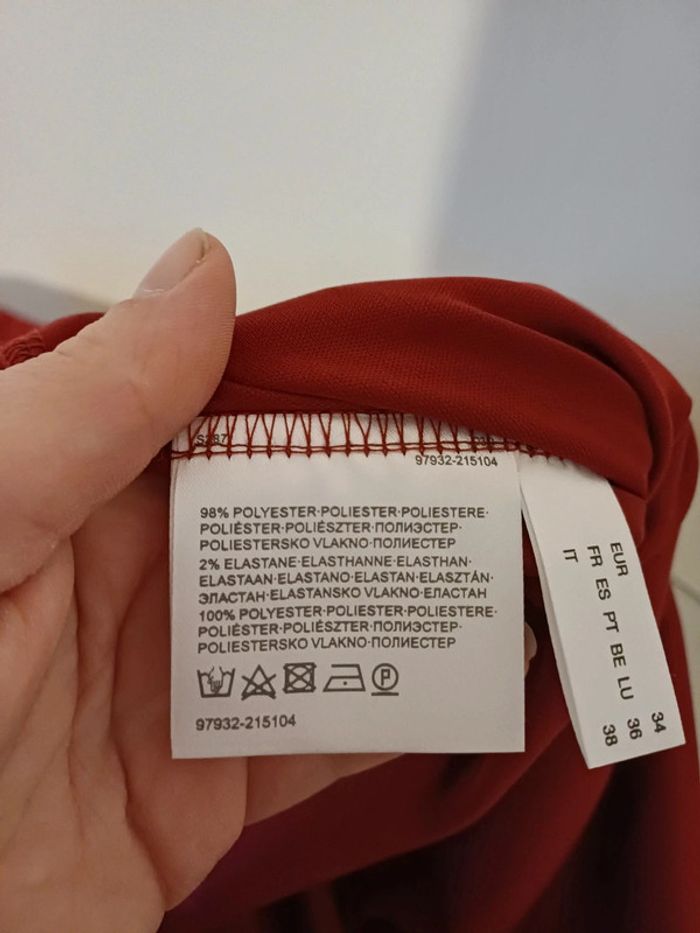 97932-215104
98% POLYESTER·POLIESTER·POLIESTERE·
POLIÉSTER·POLIÉSZTER·ПОЛИЭСТЕР·
POLIESTERSKO VLAKNO·ПОЛИЕСТЕР
2% ELASTANE·ELASTHANNE·ELASTHAN·
ELASTAAN·ELASTANO·ELASTAN·ELASZTÁN·
ЭЛАСТАН·ELASTANSKO VLAKNO·ЕЛАСТАН
100% POLYESTER·POLIESTER·POLIESTERE·
POLIÉSTER·POLIÉSZTER·ПОЛИЭСТЕР·
POLIESTERSKO VLAKNO·ПОЛИЕСТЕР
P
97932-215104
EUR 34
FR ES PT BE LU 36
IT 38